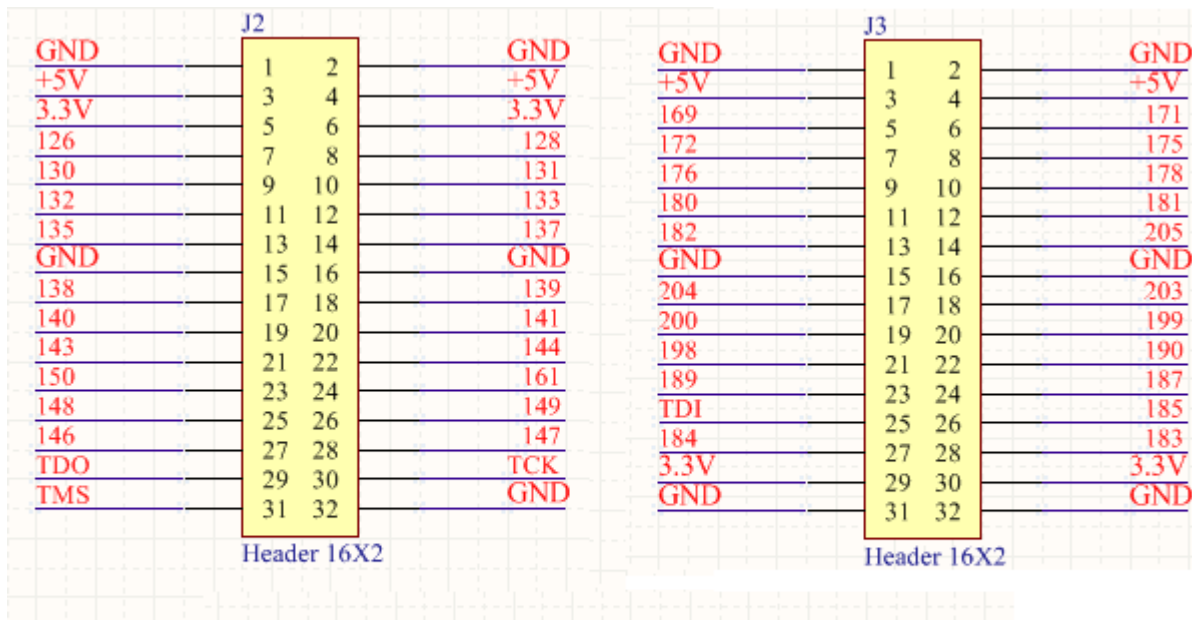 J2
GND 1 2 GND
+5V 3 4 +5V
3.3V 5 6 3.3V
126 7 8 128
130 9 10 131
132 11 12 133
135 13 14 137
GND 15 16 GND
138 17 18 139
140 19 20 141
143 21 22 144
150 23 24 161
148 25 26 149
146 27 28 147
TDO 29 30 TCK
TMS 31 32 GND
Header 16X2
J3
GND 1 2 GND
+5V 3 4 +5V
169 5 6 171
172 7 8 175
176 9 10 178
180 11 12 181
182 13 14 205
GND 15 16 GND
204 17 18 203
200 19 20 199
198 21 22 190
189 23 24 187
TDI 25 26 185
184 27 28 183
3.3V 29 30 3.3V
GND 31 32 GND
Header 16X2